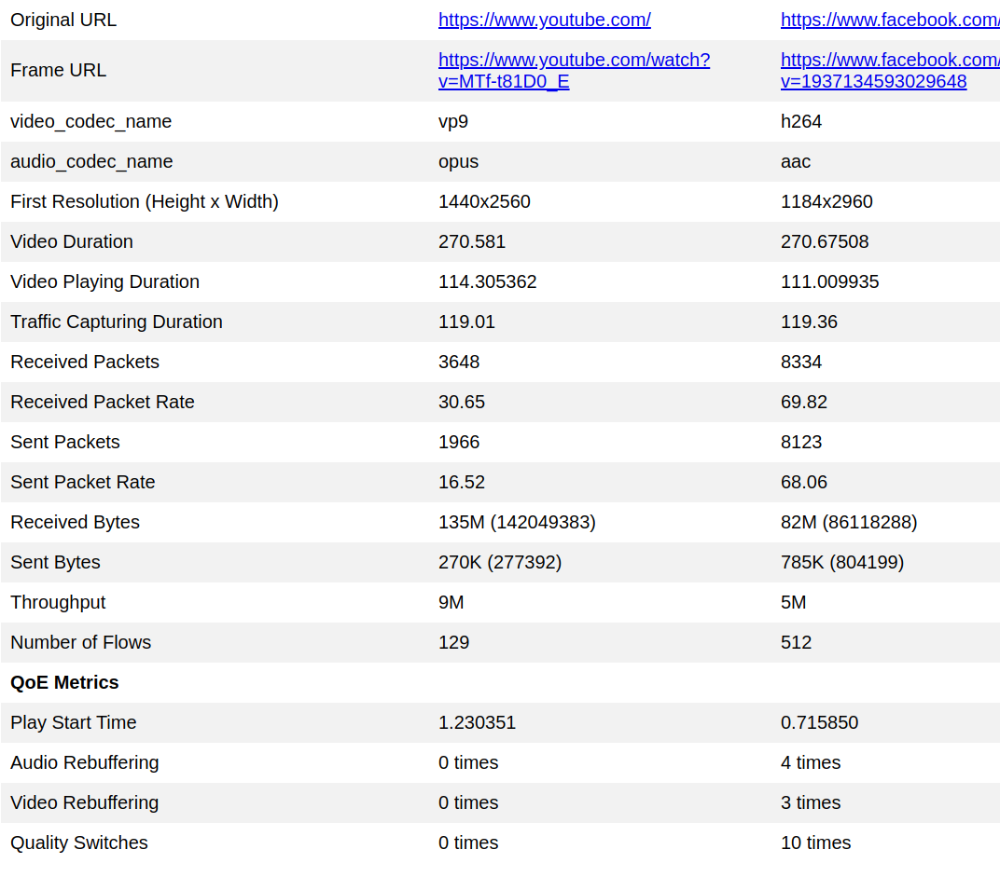 Original URL https://www.youtube.com/ https://www.facebook.com/
Frame URL https://www.youtube.com/watch? https://www.facebook.com/
v=MTf-t81D0_E v=1937134593029648
video_codec_name vp9 h264
audio_codec_name opus aac
First Resolution (Height x Width) 1440x2560 1184x2960
Video Duration 270.581 270.67508
Video Playing Duration 114.305362 111.009935
Traffic Capturing Duration 119.01 119.36
Received Packets 3648 8334
Received Packet Rate 30.65 69.82
Sent Packets 1966 8123
Sent Packet Rate 16.52 68.06
Received Bytes 135M (142049383) 82M (86118288)
Sent Bytes 270K (277392) 785K (804199)
Throughput 9M 5M
Number of Flows 129 512
QoE Metrics
Play Start Time 1.230351 0.715850
Audio Rebuffering 0 times 4 times
Video Rebuffering 0 times 3 times
Quality Switches 0 times 10 times